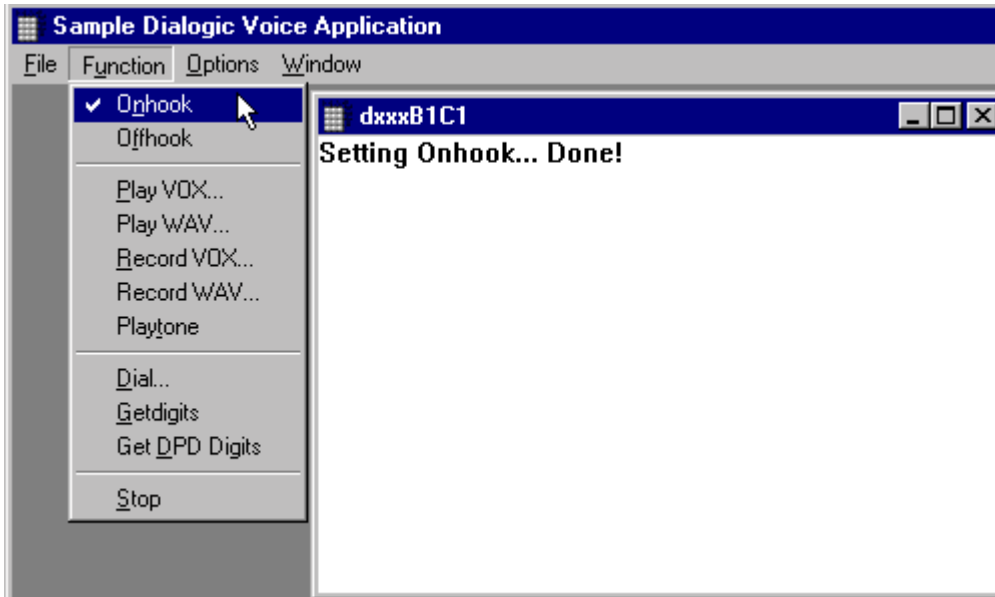 Sample Dialogic Voice Application
File Function Options Window
Onhook
Offhook
Play VOX...
Play WAV...
Record VOX...
Record WAV...
Playtone
Dial...
Getdigits
Get DPD Digits
Stop
dxxxB1C1
Setting Onhook... Done!